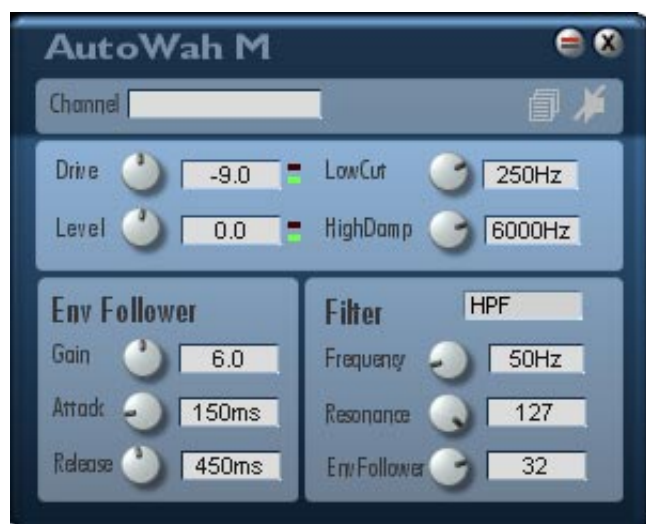 AutoWah M
Channel
Drive -9.0 LowCut 250Hz
Level 0.0 HighDamp 6000Hz
Env Follower
Gain 6.0
Attack 150ms
Release 450ms
Filter HPF
Frequency 50Hz
Resonance 127
EnvFollower 32